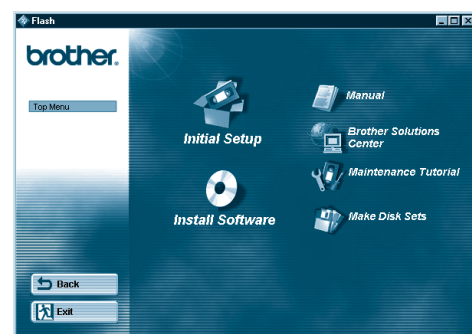 Flash
brother.
Top Menu
Initial Setup
Install Software
Manual
Brother Solutions
Center
Maintenance Tutorial
Make Disk Sets
Back
Exit